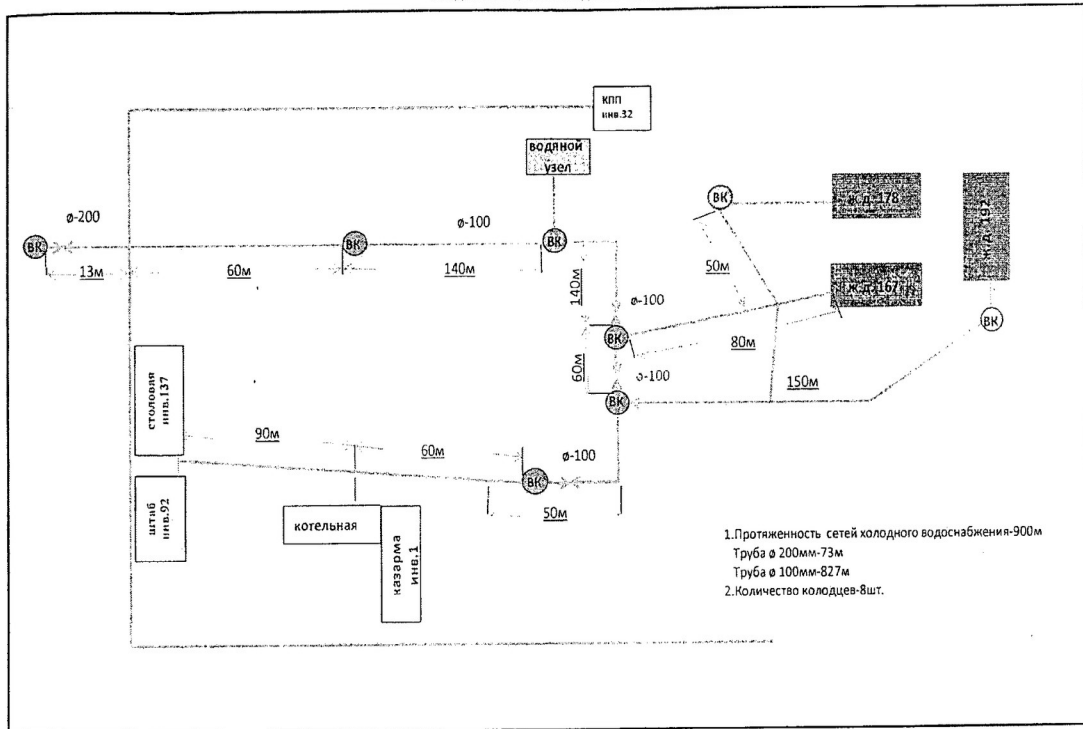 КПП
инв.32
водяной
узел
ВК
ж.д.178
ж.д. 192
ø-200
ø-100
ВК
ВК
ВК
13м
60м
140м
50м
140м
ж.д.167
ø-100
ВК
ВК
80м
60м
ø-100
150м
ВК
столовая
инв.137
90м
60м
ø-100
ВК
штаб
инв.92
50м
котельная
казарма
инв.1
1.Протяженность сетей холодного водоснабжения-900м
Труба ø 200мм-73м
Труба ø 100мм-827м
2.Количество колодцев-8шт.